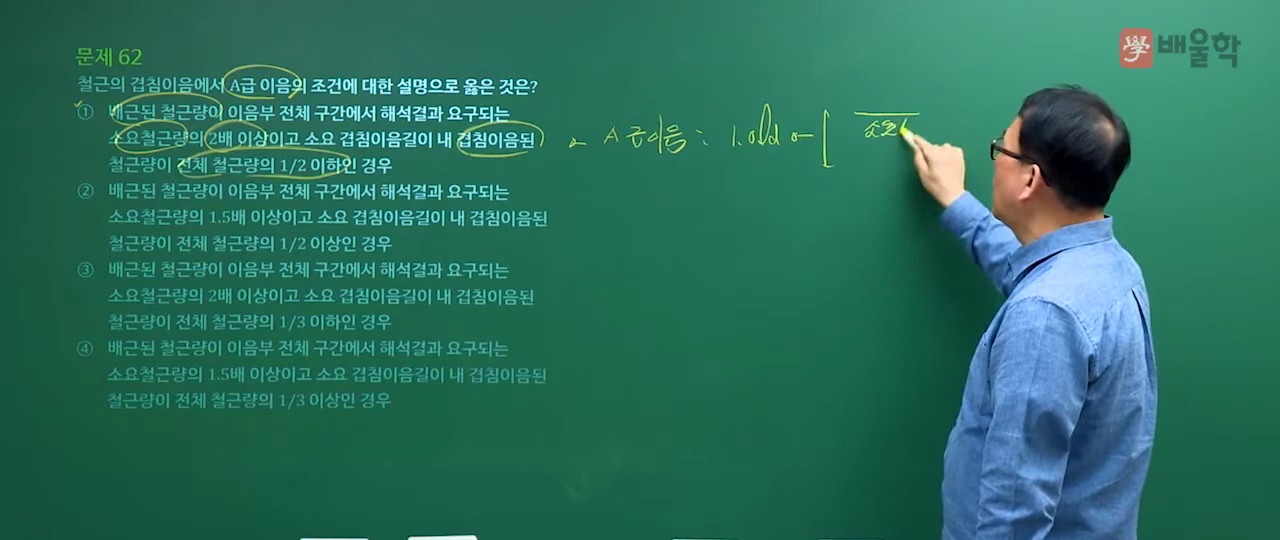 學 배울학
문제 62
철근의 겹침이음에서 A급 이음의 조건에 대한 설명으로 옳은 것은?
① 배근된 철근량이 이음부 전체 구간에서 해석결과 요구되는
소요철근량의 2배 이상이고 소요 겹침이음길이 내 겹침이음된
철근량이 전체 철근량의 1/2 이하인 경우
② 배근된 철근량이 이음부 전체 구간에서 해석결과 요구되는
소요철근량의 1.5배 이상이고 소요 겹침이음길이 내 겹침이음된
철근량이 전체 철근량의 1/2 이상인 경우
③ 배근된 철근량이 이음부 전체 구간에서 해석결과 요구되는
소요철근량의 2배 이상이고 소요 겹침이음길이 내 겹침이음된
철근량이 전체 철근량의 1/3 이하인 경우
④ 배근된 철근량이 이음부 전체 구간에서 해석결과 요구되는
소요철근량의 1.5배 이상이고 소요 겹침이음길이 내 겹침이음된
철근량이 전체 철근량의 1/3 이상인 경우
A급이음 : 1.0ld